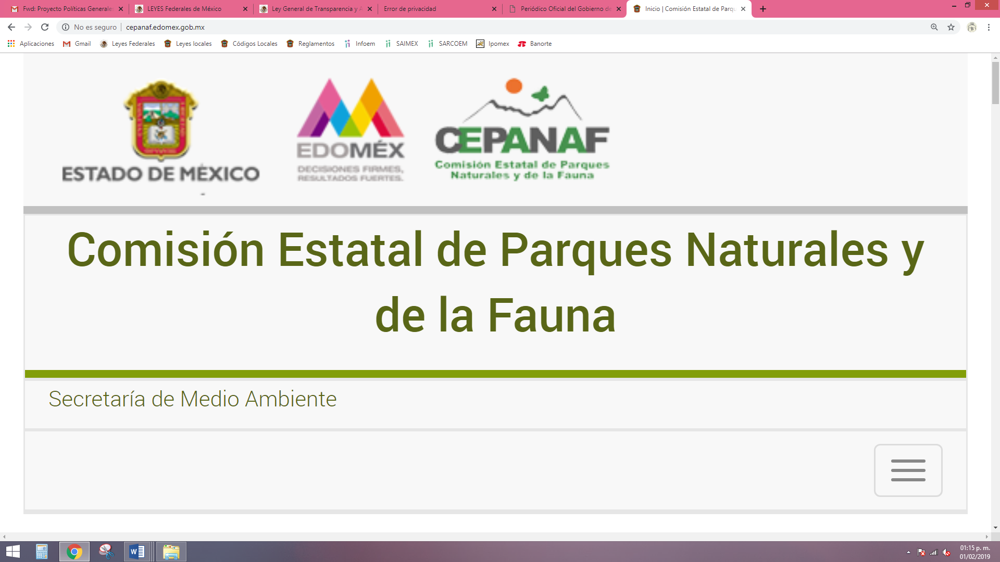 Fwd: Proyecto Políticas Generales
LEYES Federales de México
Ley General de Transparencia y A
Error de privacidad
Periódico Oficial del Gobierno de
Inicio | Comisión Estatal de Parqu
No es seguro
cepanaf.edomex.gob.mx
Aplicaciones
Gmail
Leyes Federales
Leyes locales
Códigos Locales
Reglamentos
Infoem
SAIMEX
SARCOEM
Ipomex
Banorte
ESTADO DE MÉXICO
EDOMÉX
DECISIONES FIRMES,
RESULTADOS FUERTES.
CEPANAF
Comisión Estatal de Parques
Naturales y de la Fauna
Comisión Estatal de Parques Naturales y
de la Fauna
Secretaría de Medio Ambiente
01:15 p. m.
01/02/2019